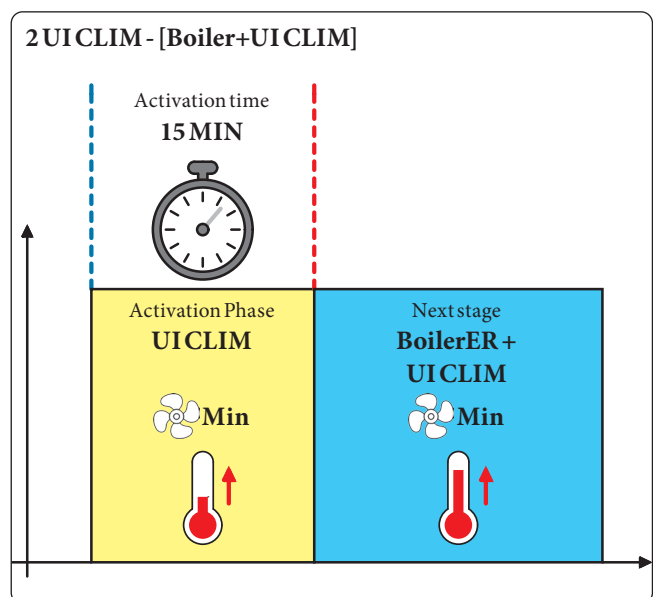 2 UI CLIM - [Boiler+UI CLIM]
Activation time
15 MIN
Activation Phase
UI CLIM
Min
Next stage
BoilerER +
UI CLIM
Min